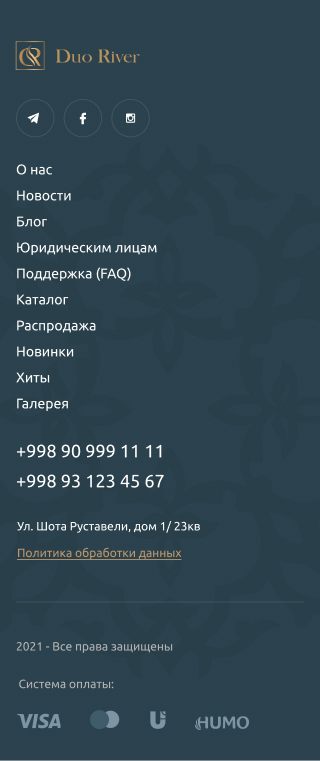 Duo River
О нас
Новости
Блог
Юридическим лицам
Поддержка (FAQ)
Каталог
Распродажа
Новинки
Хиты
Галерея
+998 90 999 11 11
+998 93 123 45 67
Ул. Шота Руставели, дом 1/ 23кв
Политика обработки данных
2021 - Все права защищены
Система оплаты:
VISA HUMO